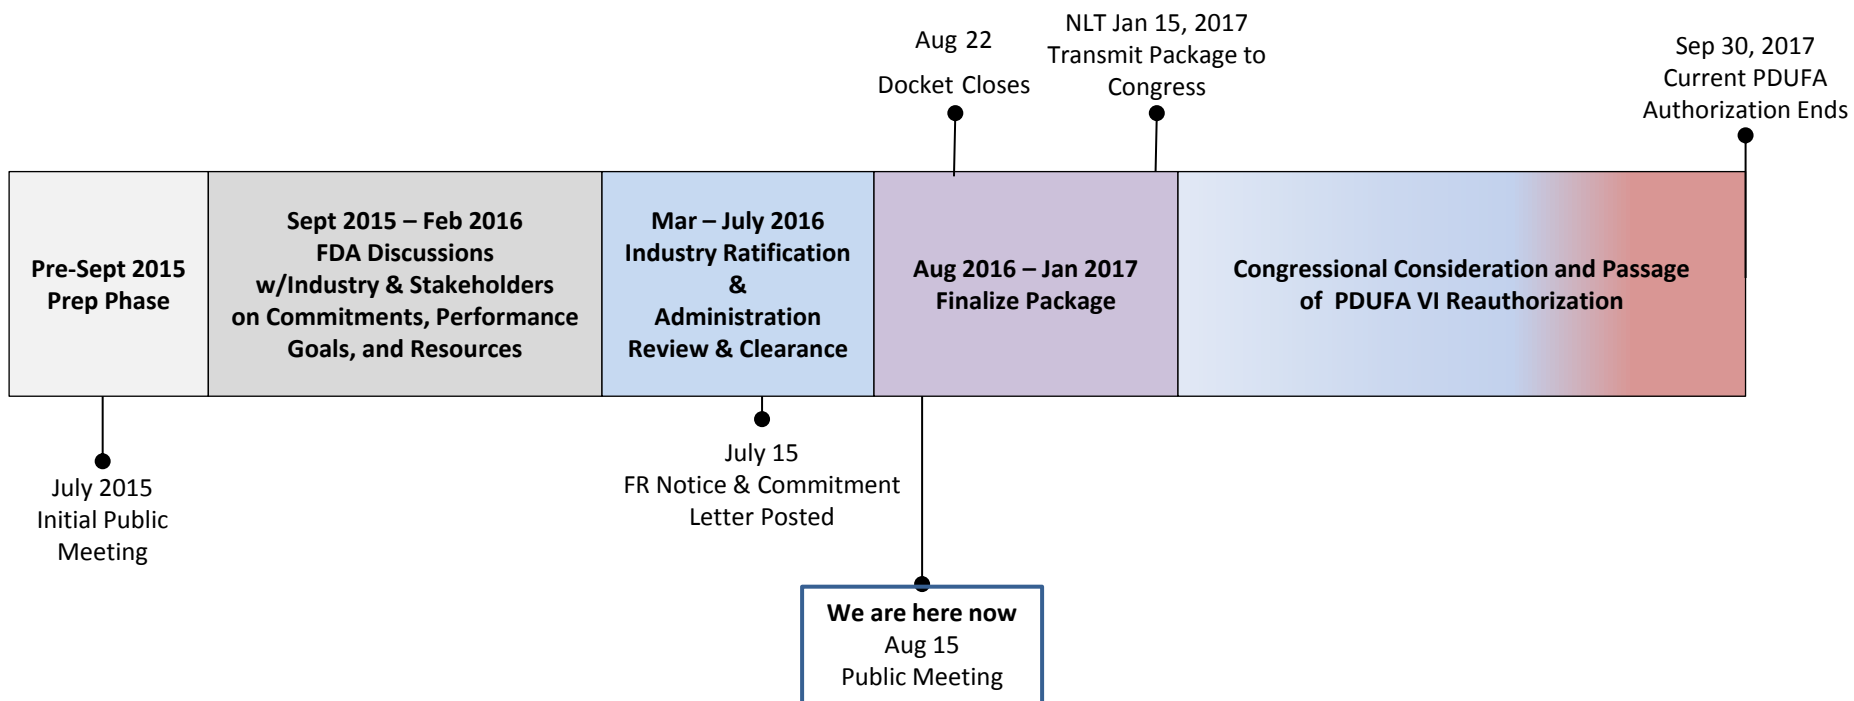 Aug 22
Docket Closes
NLT Jan 15, 2017
Transmit Package to
Congress
Sep 30, 2017
Current PDUFA
Authorization Ends
Pre-Sept 2015
Prep Phase
Sept 2015 – Feb 2016
FDA Discussions
w/Industry & Stakeholders
on Commitments, Performance
Goals, and Resources
Mar – July 2016
Industry Ratification
&
Administration
Review & Clearance
Aug 2016 – Jan 2017
Finalize Package
Congressional Consideration and Passage
of PDUFA VI Reauthorization
July 2015
Initial Public
Meeting
July 15
FR Notice & Commitment
Letter Posted
We are here now
Aug 15
Public Meeting